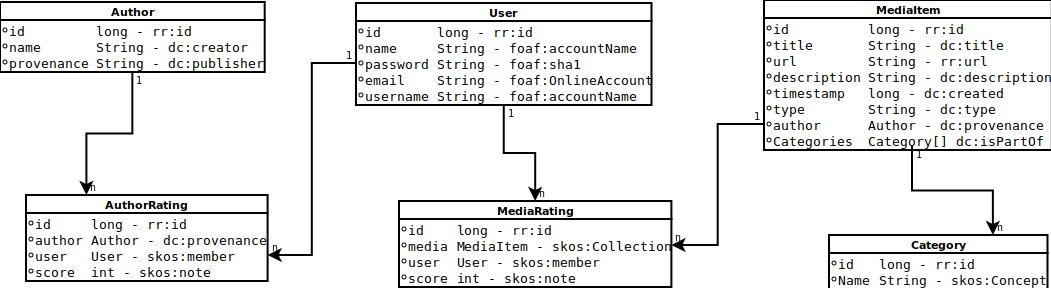 Author
id long - rr:id
name String - dc:creator
provenance String - dc:publisher
1
User
id long - rr:id
name String - foaf:accountName
password String - foaf:sha1
email String - foaf:OnlineAccount
username String - foaf:accountName
1
1
MediaItem
id long - rr:id
title String - dc:title
url String - rr:url
description String - dc:description
timestamp long - dc:created
type String - dc:type
author Author - dc:provenance
Categories Category[] dc:isPartOf
1
1
n
AuthorRating
id long - rr:id
author Author - dc:provenance
user User - skos:member
score int - skos:note
n
n
MediaRating
id long - rr:id
media MediaItem - skos:Collection
user User - skos:member
score int - skos:note
n
n
Category
id long - rr:id
Name String - skos:Concept